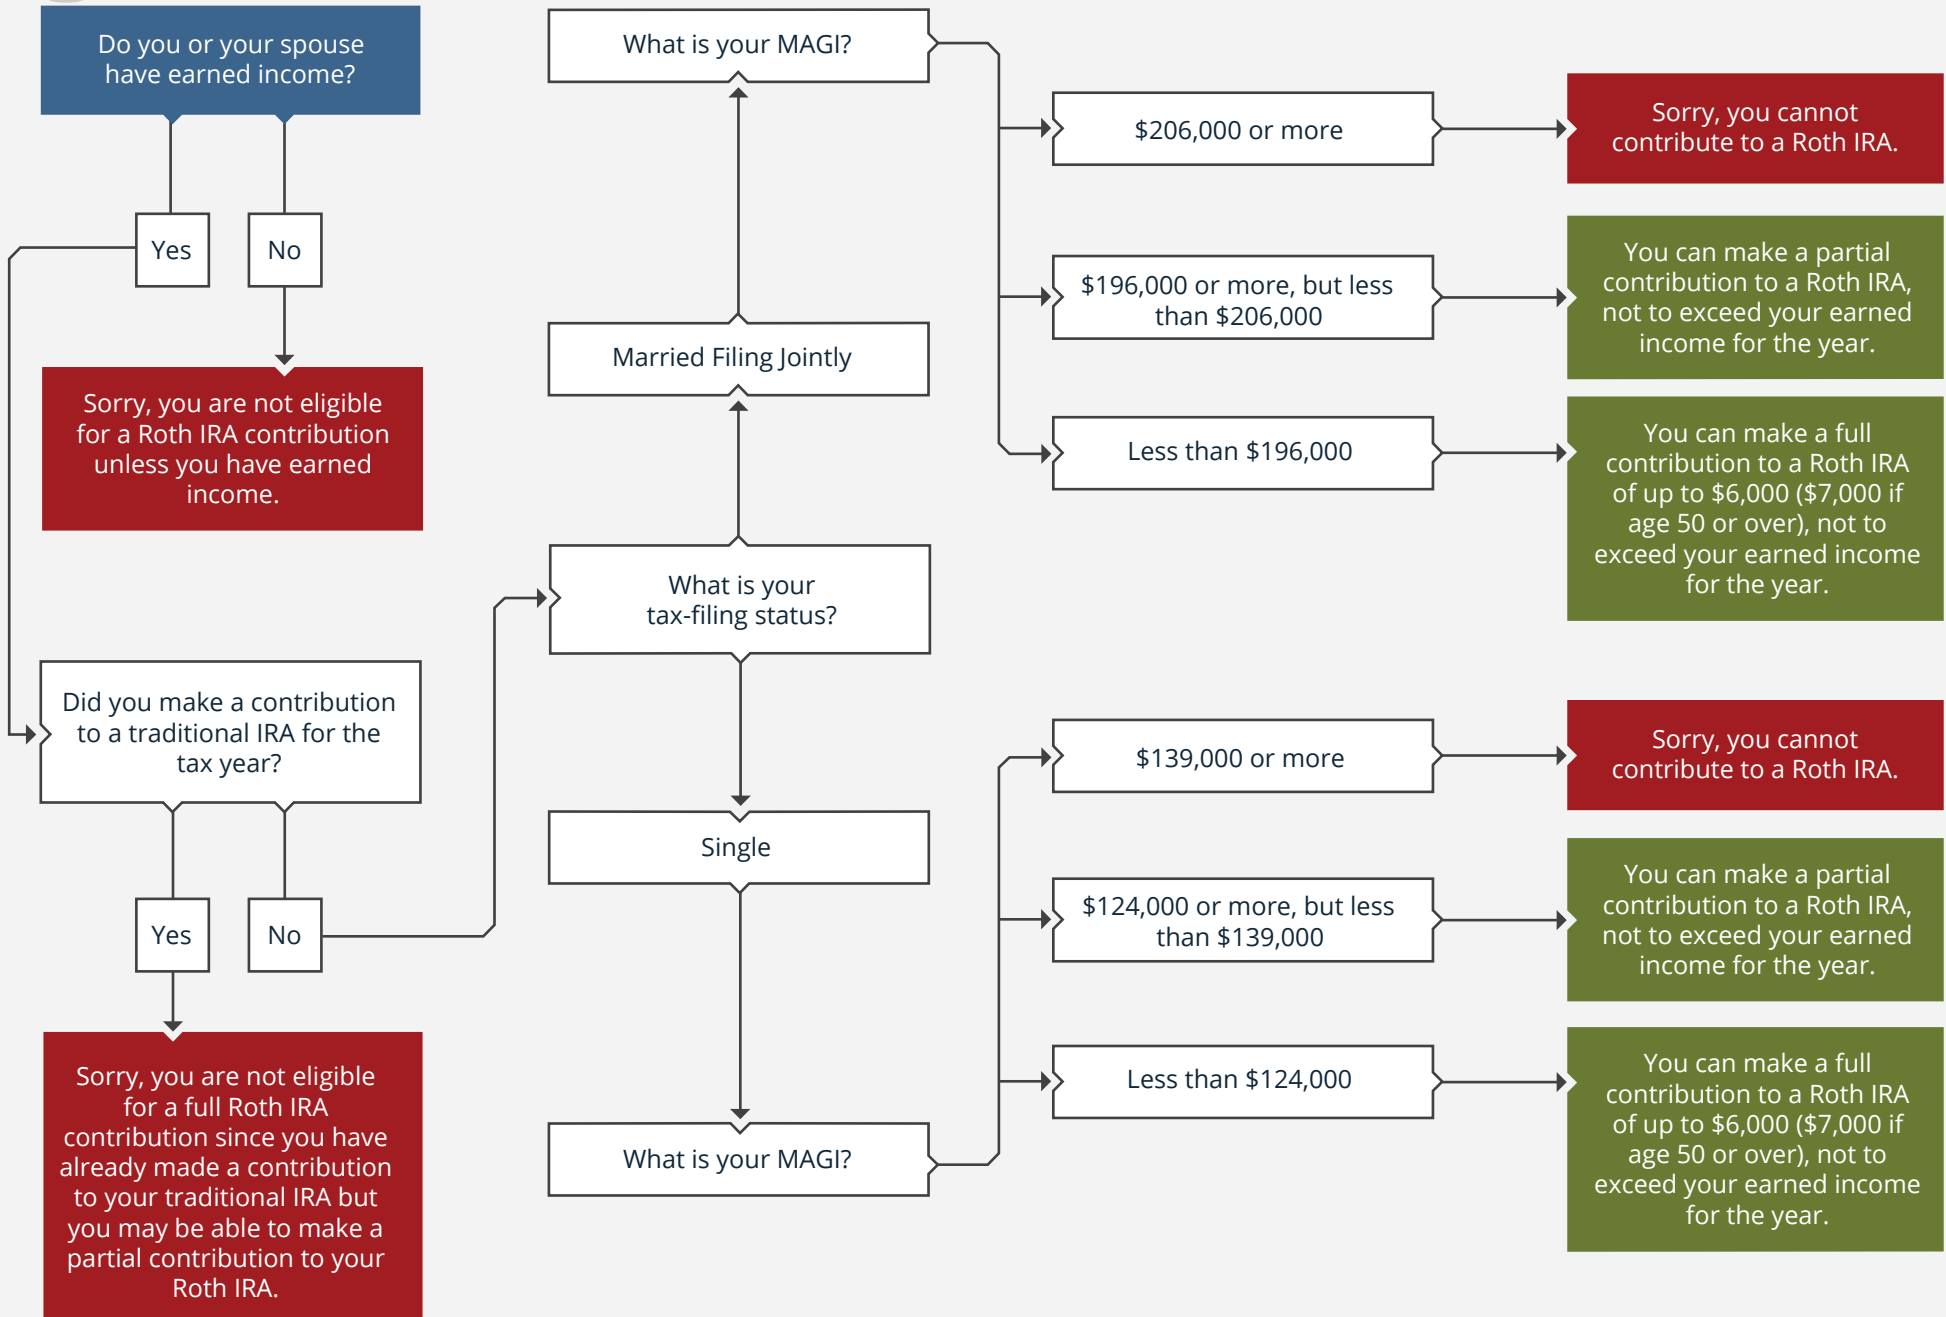 Do you or your spouse
have earned income?
Yes
No
Sorry, you are not eligible
for a Roth IRA contribution
unless you have earned
income.
Did you make a contribution
to a traditional IRA for the
tax year?
Yes
No
Sorry, you are not eligible
for a full Roth IRA
contribution since you have
already made a contribution
to your traditional IRA but
you may be able to make a
partial contribution to your
Roth IRA.
What is your MAGI?
Married Filing Jointly
What is your
tax-filing status?
Single
What is your MAGI?
$206,000 or more
$196,000 or more, but less
than $206,000
Less than $196,000
$139,000 or more
$124,000 or more, but less
than $139,000
Less than $124,000
Sorry, you cannot
contribute to a Roth IRA.
You can make a partial
contribution to a Roth IRA,
not to exceed your earned
income for the year.
You can make a full
contribution to a Roth IRA
of up to $6,000 ($7,000 if
age 50 or over), not to
exceed your earned income
for the year.
Sorry, you cannot
contribute to a Roth IRA.
You can make a partial
contribution to a Roth IRA,
not to exceed your earned
income for the year.
You can make a full
contribution to a Roth IRA
of up to $6,000 ($7,000 if
age 50 or over), not to
exceed your earned income
for the year.